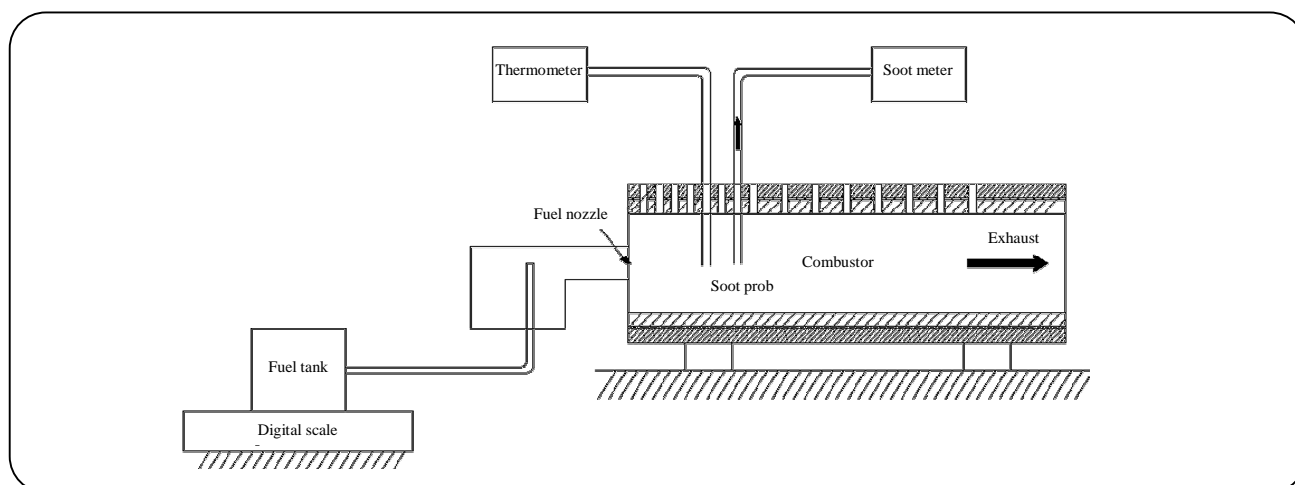 Thermometer
Soot meter
Fuel nozzle
Exhaust
Combustor
Soot prob
Fuel tank
Digital scale